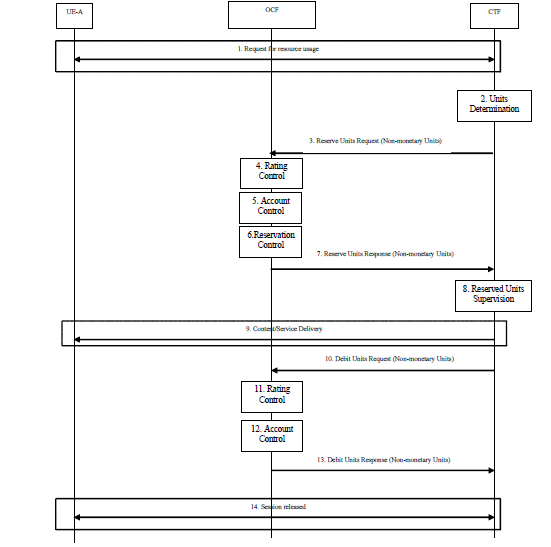 UE-A
OCF
CTF
1. Request for resource usage
2. Units
Determination
3. Reserve Units Request (Non-monetary Units)
4. Rating
Control
5. Account
Control
6.Reservation
Control
7. Reserve Units Response (Non-monetary Units)
8. Reserved Units
Supervision
9. Content/Service Delivery
10. Debit Units Request (Non-monetary Units)
11. Rating
Control
12. Account
Control
13. Debit Units Response (Non-monetary Units)
14. Session released